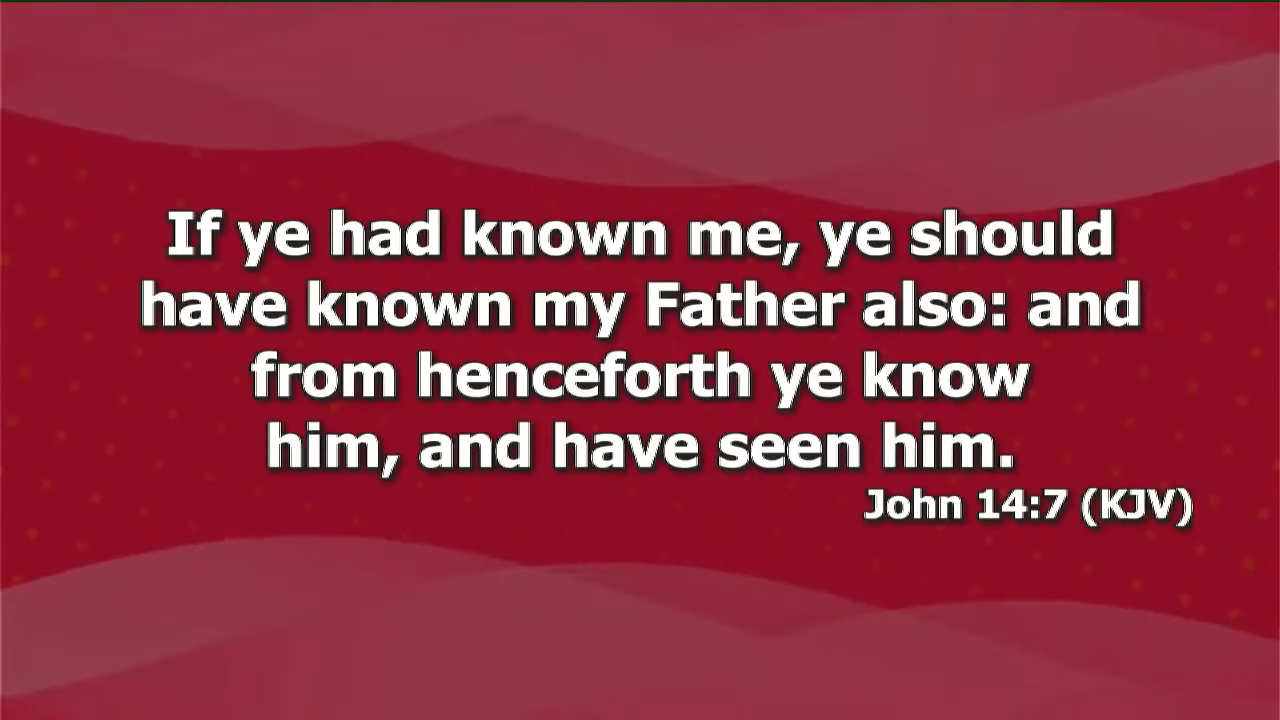 If ye had known me, ye should
have known my Father also: and
from henceforth ye know
him, and have seen him.
John 14:7 (KJV)